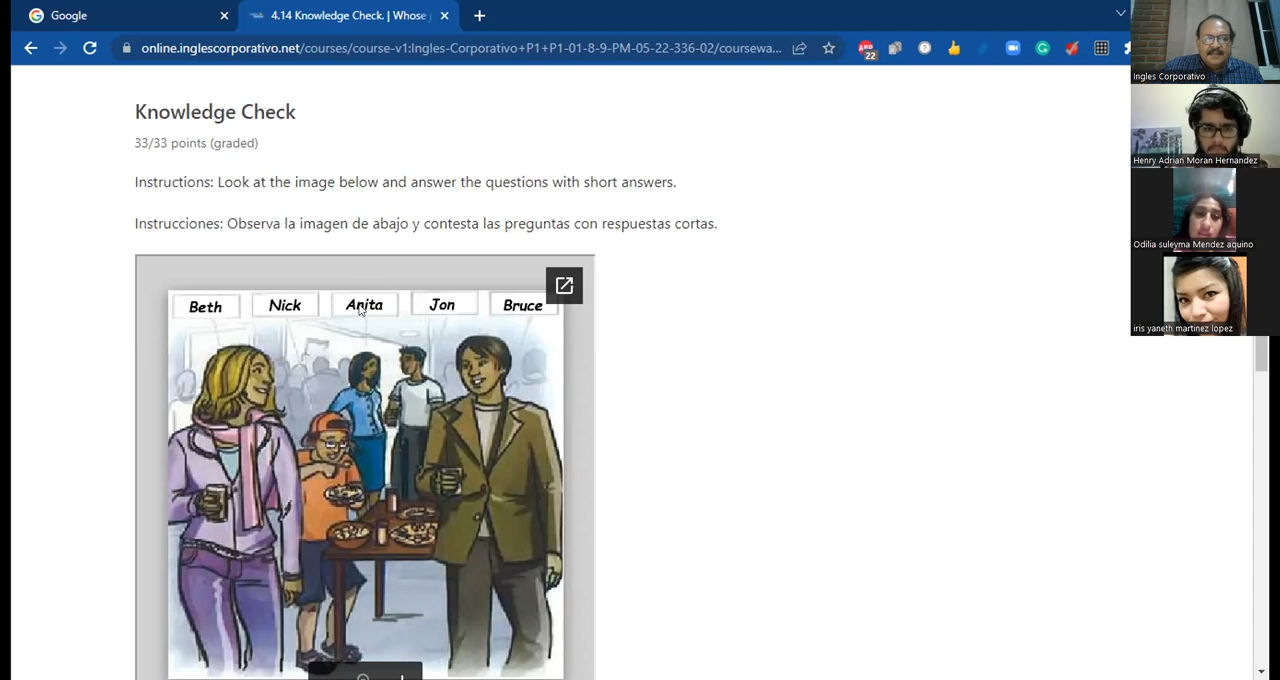 Google
4.14 Knowledge Check. | Whose
online.inglescorporativo.net/courses/course-v1:Ingles-Corporativo+P1+P1-01-8-9-PM-05-22-336-02/coursewa...
22
Knowledge Check
33/33 points (graded)
Instructions: Look at the image below and answer the questions with short answers.
Instrucciones: Observa la imagen de abajo y contesta las preguntas con respuestas cortas.
Beth
Nick
Anita
Jon
Bruce
Ingles Corporativo
Henry Adrian Moran Hernandez
Odilia suleyma Mendez aquino
iris yaneth martinez lopez